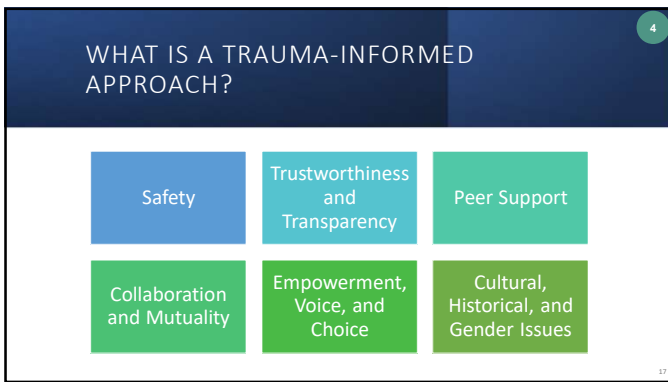 4
WHAT IS A TRAUMA-INFORMED
APPROACH?
Safety
Trustworthiness
and
Transparency
Peer Support
Collaboration
and Mutuality
Empowerment,
Voice, and
Choice
Cultural,
Historical, and
Gender Issues
17